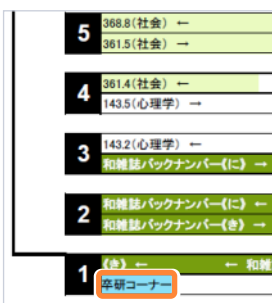 5
368.8(社会) ←
361.5(社会) →
4
361.4(社会) ←
143.5(心理学) →
3
143.2(心理学) ←
和雑誌バックナンバー《に》 →
2
和雑誌バックナンバー《に》 ←
和雑誌バックナンバー《き》 →
1
《き》 ← ← 和雑
卒研コーナー